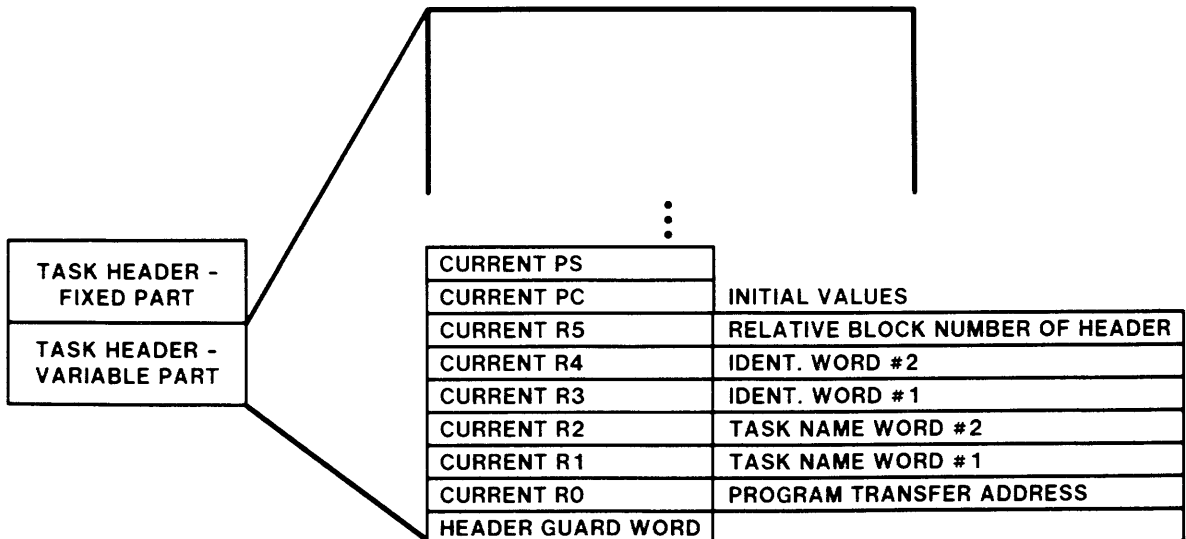 TASK HEADER -
FIXED PART
TASK HEADER -
VARIABLE PART
CURRENT PS
CURRENT PC INITIAL VALUES
CURRENT R5 RELATIVE BLOCK NUMBER OF HEADER
CURRENT R4 IDENT. WORD #2
CURRENT R3 IDENT. WORD #1
CURRENT R2 TASK NAME WORD #2
CURRENT R1 TASK NAME WORD #1
CURRENT R0 PROGRAM TRANSFER ADDRESS
HEADER GUARD WORD